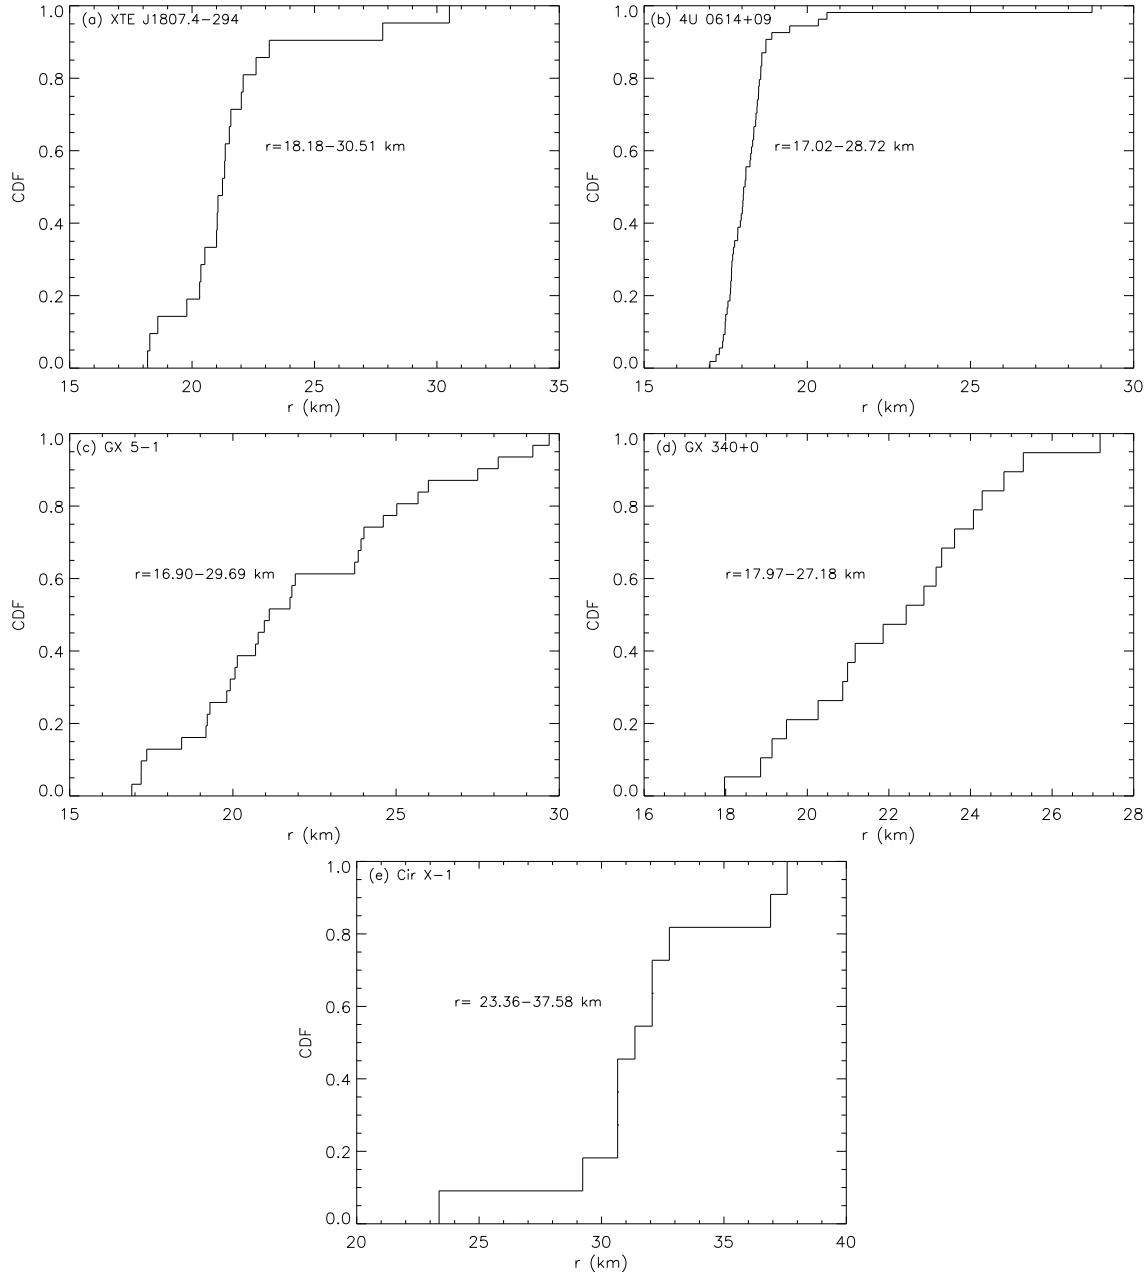 (a) XTE J1807.4−294
1.0
0.8
0.6
0.4
0.2
0.0
CDF
r=18.18−30.51 km
15 20 25 30 35
r (km)
(b) 4U 0614+09
1.0
0.8
0.6
0.4
0.2
0.0
CDF
r=17.02−28.72 km
15 20 25 30
r (km)
(c) GX 5−1
1.0
0.8
0.6
0.4
0.2
0.0
CDF
r=16.90−29.69 km
15 20 25 30
r (km)
(d) GX 340+0
1.0
0.8
0.6
0.4
0.2
0.0
CDF
r=17.97−27.18 km
16 18 20 22 24 26 28
r (km)
(e) Cir X−1
1.0
0.8
0.6
0.4
0.2
0.0
CDF
r= 23.36−37.58 km
20 25 30 35 40
r (km)